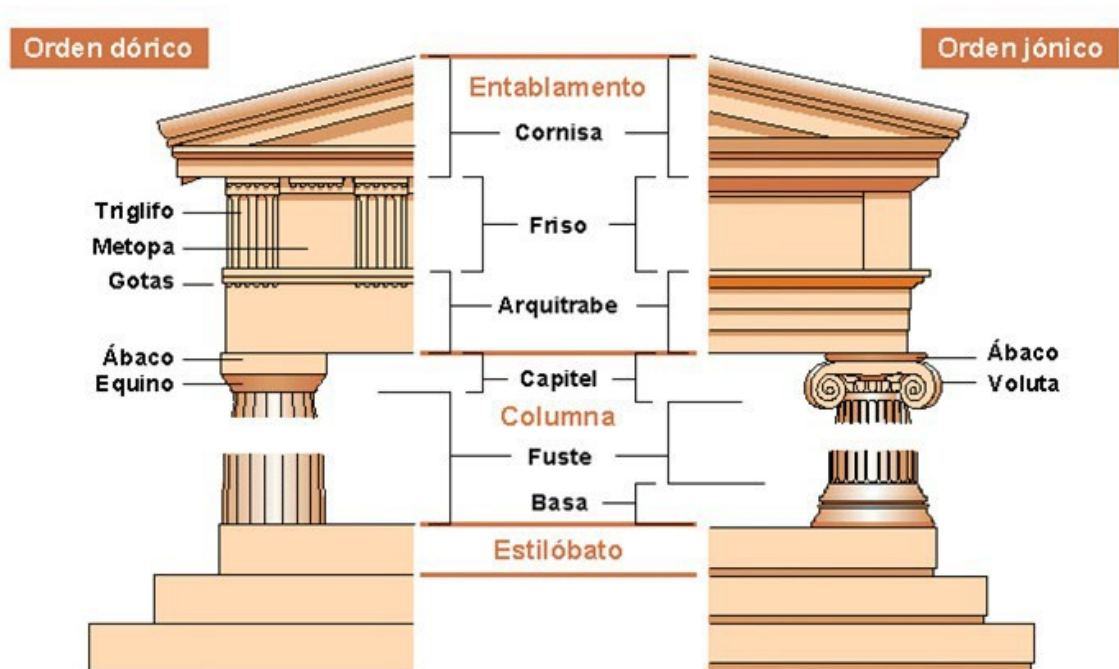 Orden dórico
Orden jónico
Entablamento
Cornisa
Triglifo
Metopa
Gotas
Friso
Arquitrabe
Ábaco
Equino
Capitel
Ábaco
Voluta
Columna
Fuste
Basa
Estilóbato